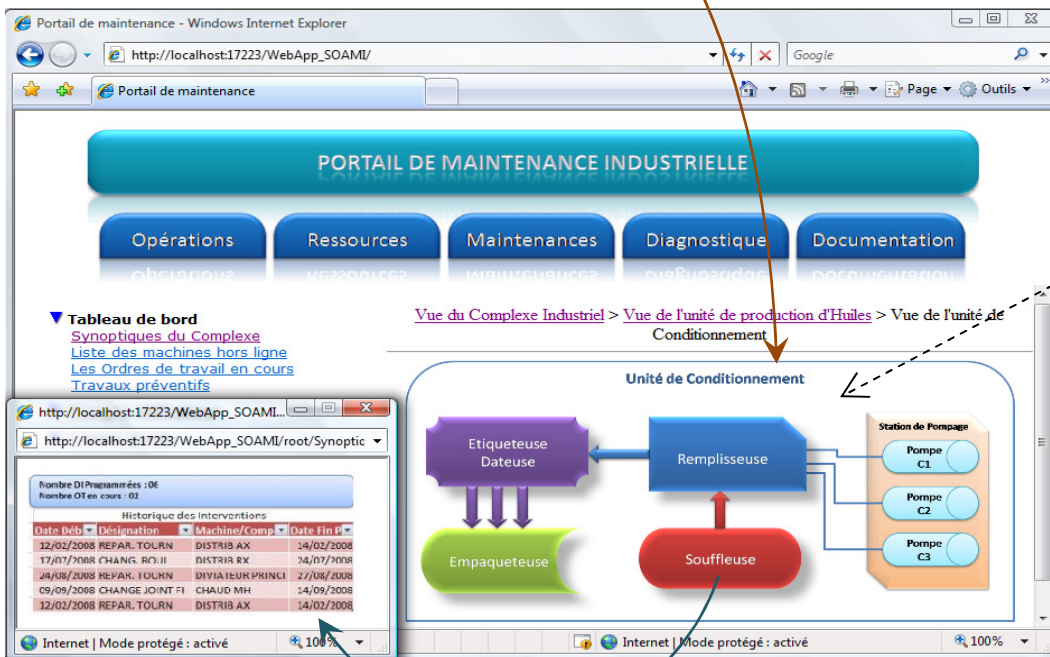 Portail de maintenance - Windows Internet Explorer
http://localhost:17223/WebApp_SOAMI/
Google
Portail de maintenance
Page
Outils
PORTAIL DE MAINTENANCE INDUSTRIELLE
Opérations
Ressources
Maintenances
Diagnostique
Documentation
Tableau de bord
Synoptiques du Complexe
Liste des machines hors ligne
Les Ordres de travail en cours
Travaux préventifs
Vue du Complexe Industriel > Vue de l'unité de production d'Huiles > Vue de l'unité de
Conditionnement
Unité de Conditionnement
Etiqueteuse
Dateuse
Remplisseuse
Empaqueteuse
Souffleuse
Station de Pompage
Pompe
C1
Pompe
C2
Pompe
C3
http://localhost:17223/WebApp_SOAMI...
http://localhost:17223/WebApp_SOAMI/root/Synoptic
Nombre DI Programmées : 06
Nombre OT en cours :
Historique des Interventions
Date Déb Désignation Machine/Comp Date Fin P
12/02/2008 REPAR. TOURN DISTRIB AX 14/02/2008
17/07/2008 CHANG. ROUL DISTRIB RX 24/07/2008
24/08/2008 REPAR. TOURN DIVIATEUR PRINCI 27/08/2008
09/09/2008 CHANGE JOINT FI CHAUD MH 14/09/2008
12/02/2008 REPAR. TOURN DISTRIB AX 14/02/2008
Internet | Mode protégé : activé
100%
Internet | Mode protégé : activé
100%